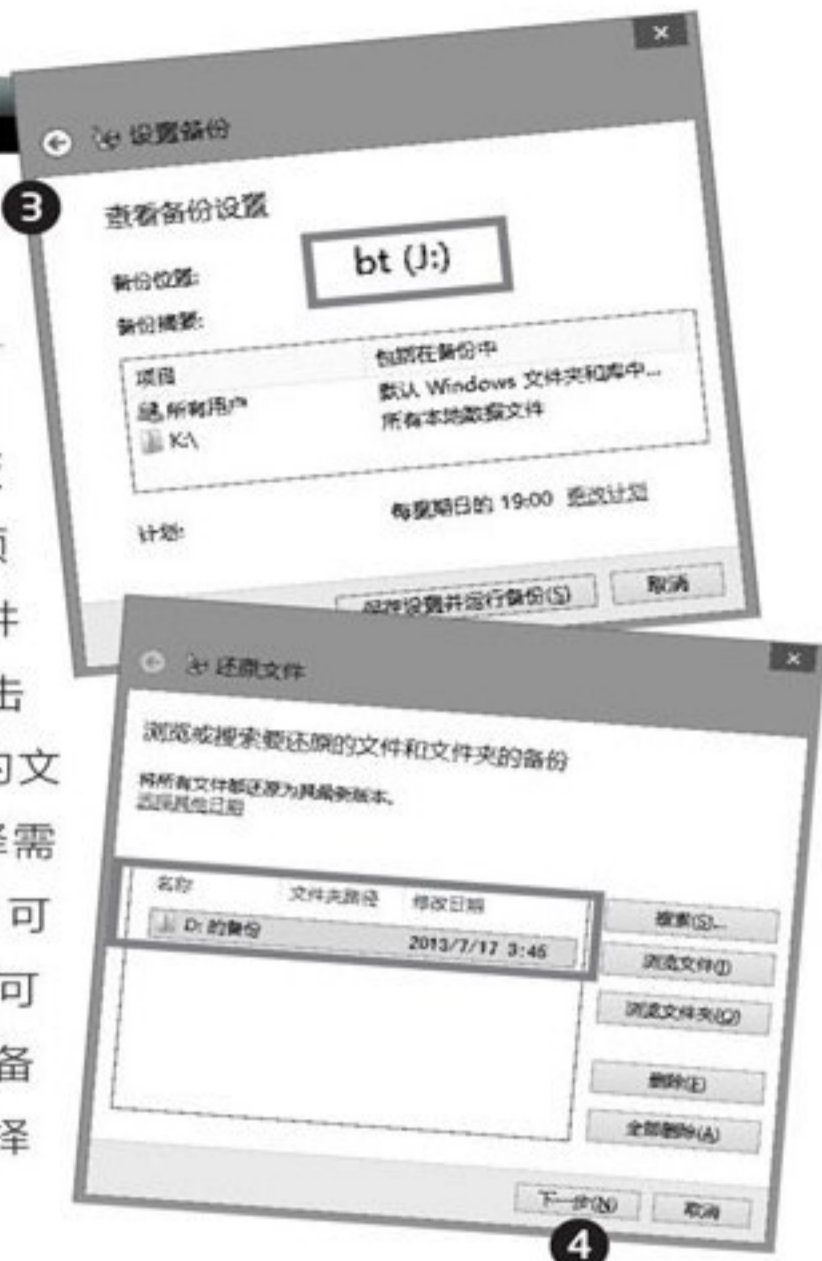 设置备份
3
查看备份设置
备份位置:
bt (J:)
备份摘要:
项目 包括在备份中
所有用户 默认 Windows 文件夹和库中...
K:\ 所有本地数据文件
计划:
每星期日的 19:00 更改计划
保存设置并运行备份(S) 取消
件
击
的文
择需
可
可
备
择
还原文件
浏览或搜索要还原的文件和文件夹的备份
将所有文件都还原为其最新版本。
选择其他日期
名称 文件夹路径 修改日期
D: 的备份 2013/7/17 3:45
搜索(S)...
浏览文件(I)
浏览文件夹(O)
删除(E)
全部删除(A)
下一步(N) 取消
4